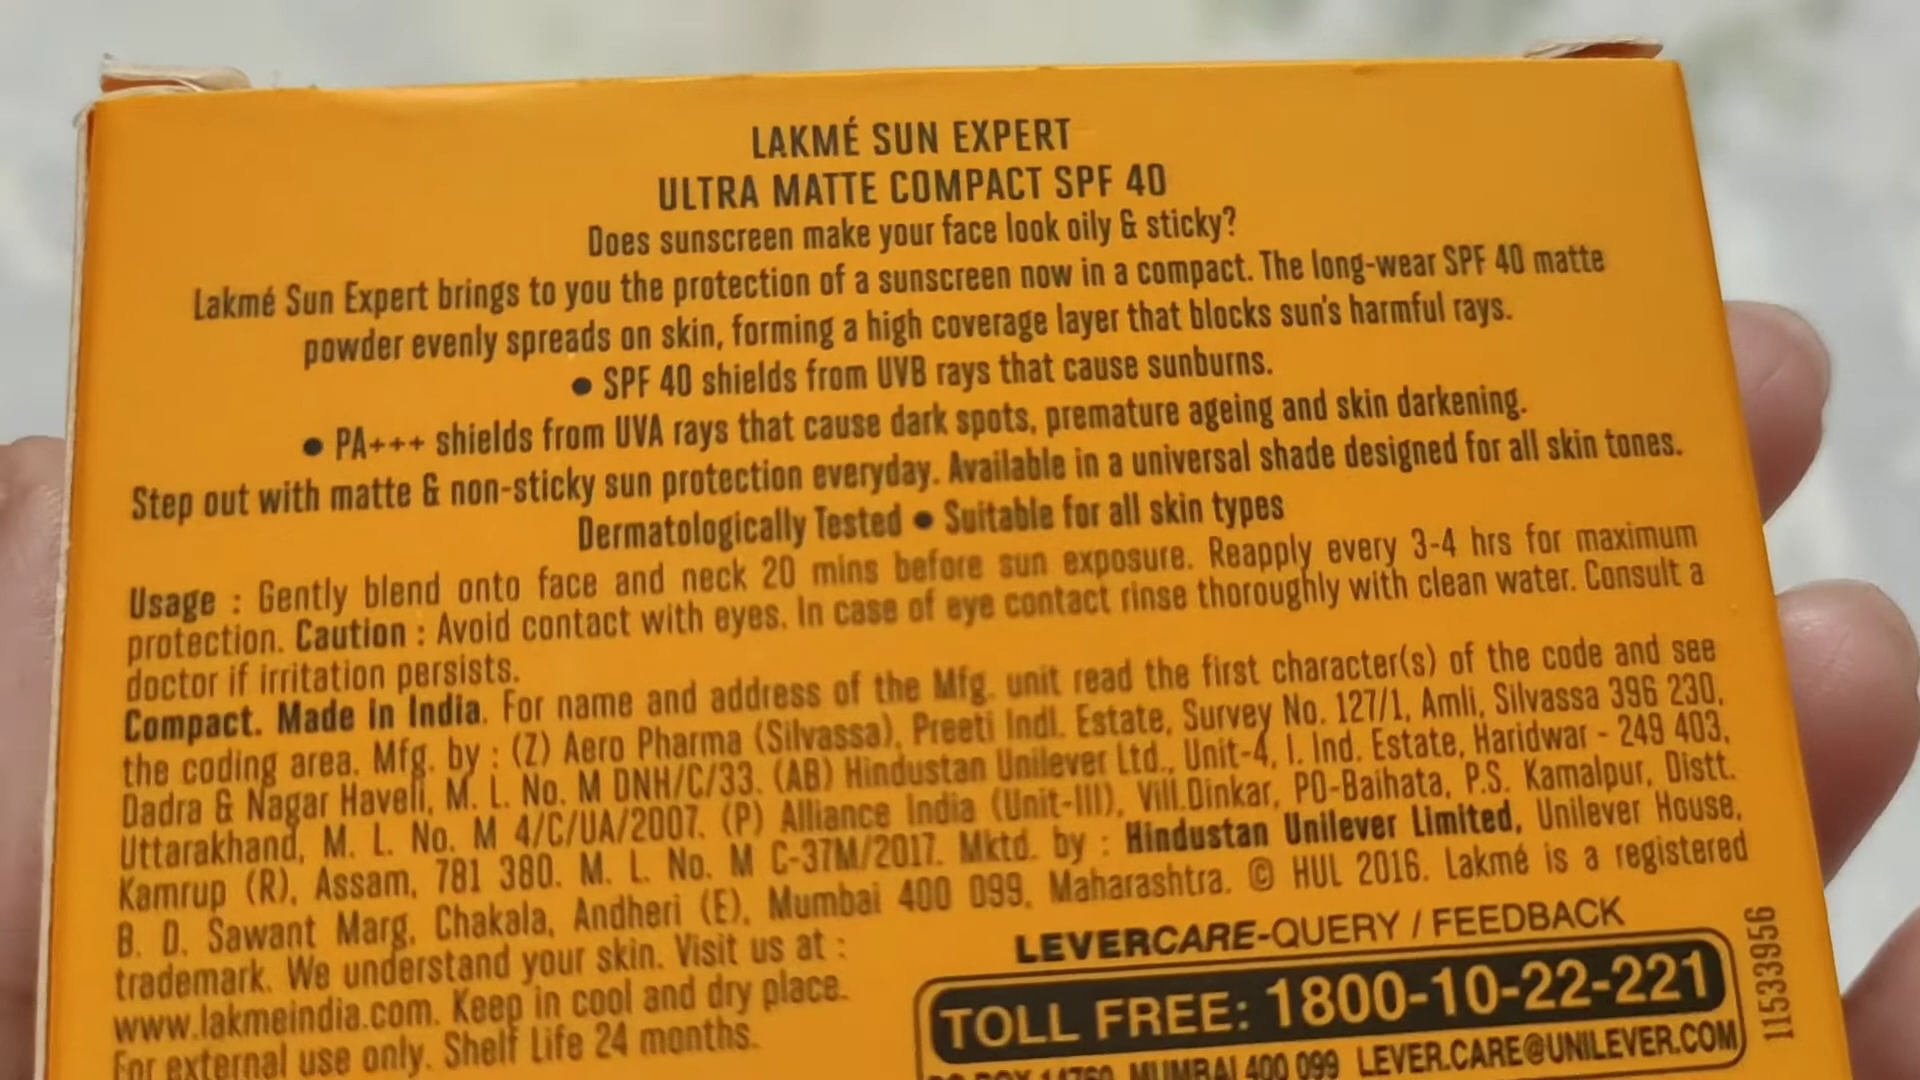 LAKMÉ SUN EXPERT
ULTRA MATTE COMPACT SPF 40
Does sunscreen make your face look oily & sticky?
Lakmé Sun Expert brings to you the protection of a sunscreen now in a compact. The long-wear SPF 40 matte
powder evenly spreads on skin, forming a high coverage layer that blocks sun's harmful rays.
● SPF 40 shields from UVB rays that cause sunburns.
● PA+++ shields from UVA rays that cause dark spots, premature ageing and skin darkening.
Step out with matte & non-sticky sun protection everyday. Available in a universal shade designed for all skin tones.
Dermatologically Tested ● Suitable for all skin types
Usage : Gently blend onto face and neck 20 mins before sun exposure. Reapply every 3-4 hrs for maximum
protection. Caution : Avoid contact with eyes. In case of eye contact rinse thoroughly with clean water. Consult a
doctor if irritation persists.
Compact. Made in India. For name and address of the Mfg. unit read the first character(s) of the code and see
the coding area. Mfg. by : (Z) Aero Pharma (Silvassa), Preeti Indl. Estate, Survey No. 127/1, Amli, Silvassa 396 230,
Dadra & Nagar Haveli, M. L. No. M DNH/C/33. (AB) Hindustan Unilever Ltd., Unit-4, I. Ind. Estate, Haridwar - 249 403,
Uttarakhand, M. L. No. M 4/C/UA/2007. (P) Alliance India (Unit-III), Vill.Dinkar, PO-Baihata, P.S. Kamalpur, Distt.
Kamrup (R), Assam, 781 380. M. L. No. M C-37M/2017. Mktd. by : Hindustan Unilever Limited, Unilever House,
B. D. Sawant Marg, Chakala, Andheri (E), Mumbai 400 099, Maharashtra. © HUL 2016. Lakmé is a registered
trademark. We understand your skin. Visit us at :
www.lakmeindia.com. Keep in cool and dry place.
For external use only. Shelf Life 24 months.
LEVERCARE-QUERY / FEEDBACK
TOLL FREE: 1800-10-22-221
PO BOX 14760, MUMBAI 400 099 LEVER.CARE@UNILEVER.COM
11533956